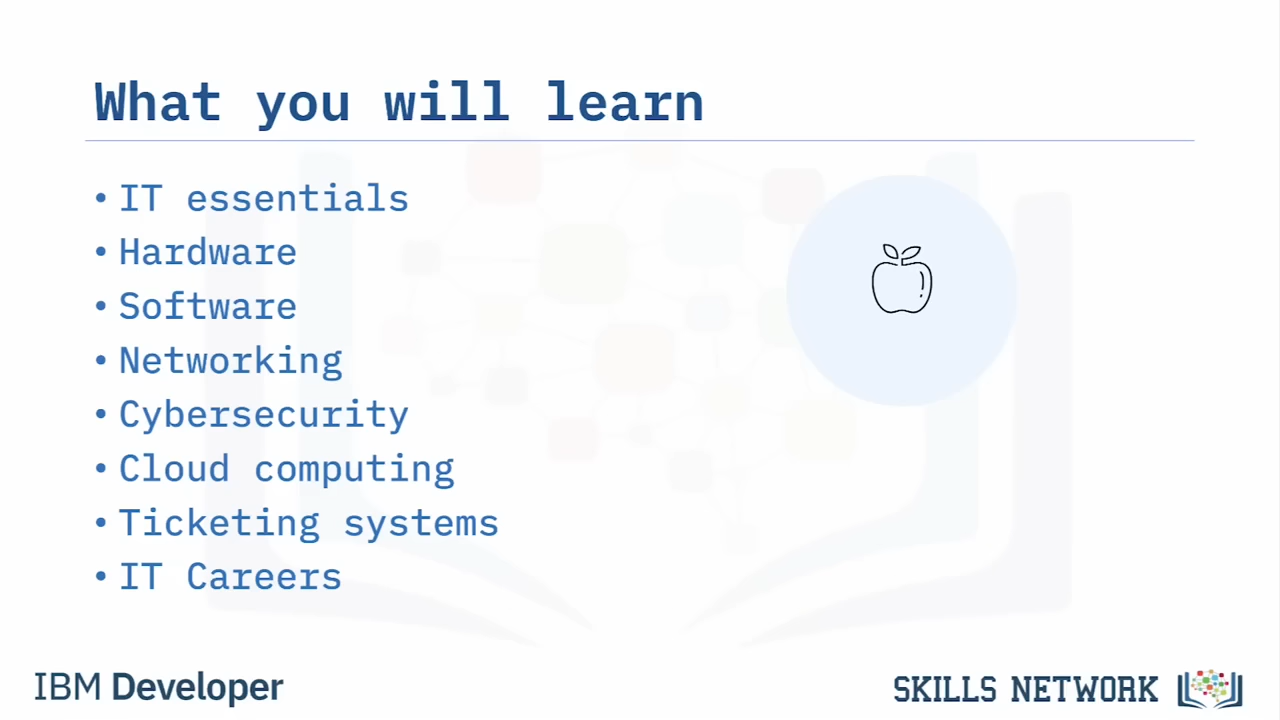 What you will learn
• IT essentials
• Hardware
• Software
• Networking
• Cybersecurity
• Cloud computing
• Ticketing systems
• IT Careers
IBM Developer
SKILLS NETWORK